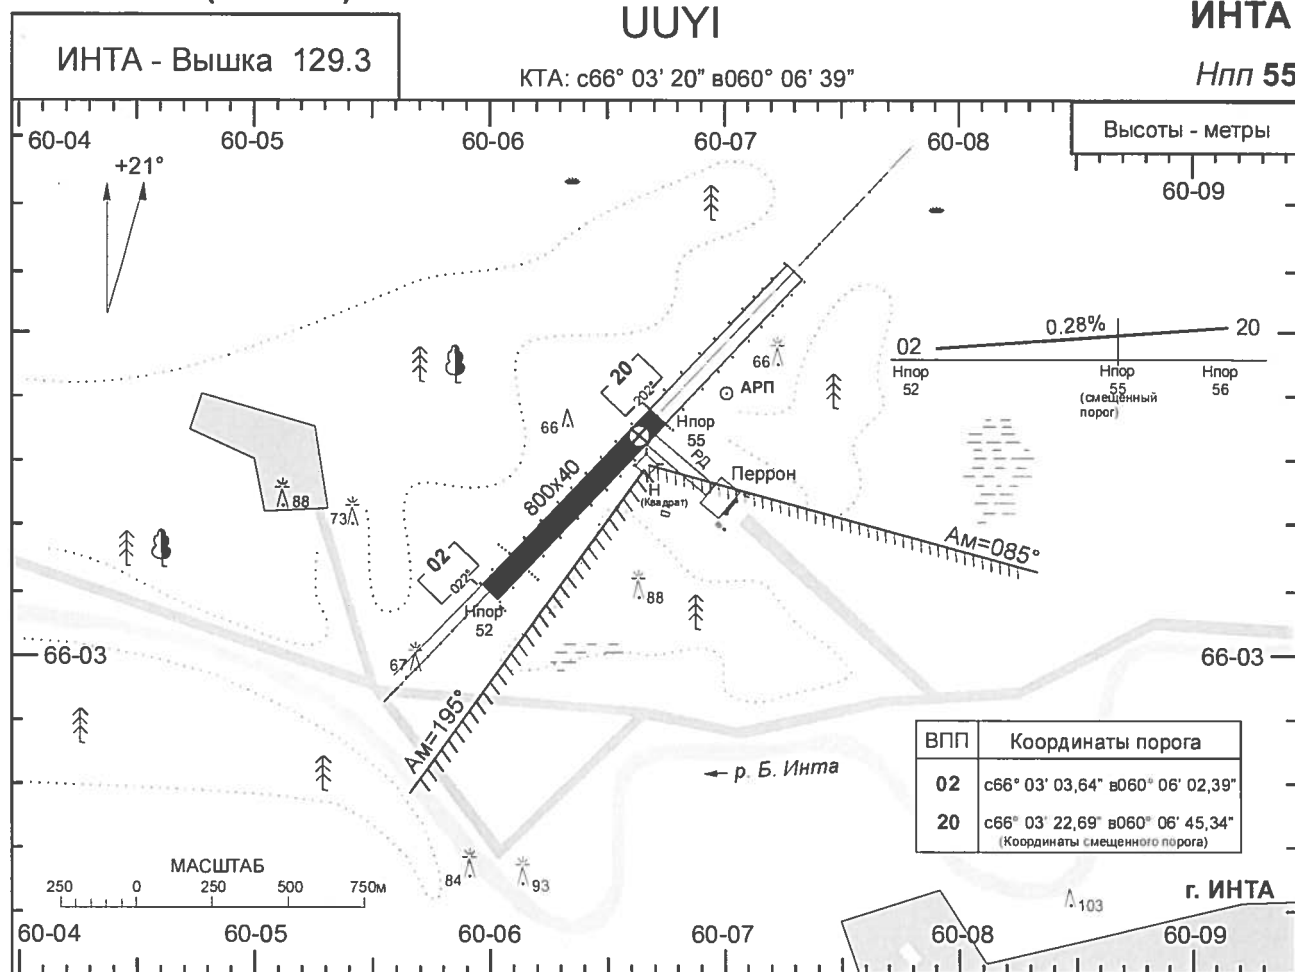 UUYI
ИНТА
ИНТА - Вышка 129.3
КТА: с66° 03' 20" в060° 06' 39"
Нпп 55
60-04 60-05 60-06 60-07 60-08
Высоты - метры
60-09
+21°
0.28%
02 20
Нпор
52
Нпор
55
(смещенный
порог)
Нпор
56
66
АРП
20
202°
66
Нпор
55
РД
Перрон
Н
(Квадрат)
800x40
88
73
Ам=085°
02
022°
Нпор
52
88
67
66-03 66-03
Ам=195°
р. Б. Инта
ВПП Координаты порога
02 с66° 03' 03,64" в060° 06' 02,39"
20 с66° 03' 22,69" в060° 06' 45,34"
(Координаты смещенного порога)
МАСШТАБ
250 0 250 500 750м
84
93
103
г. ИНТА
60-04 60-05 60-06 60-07 60-08 60-09